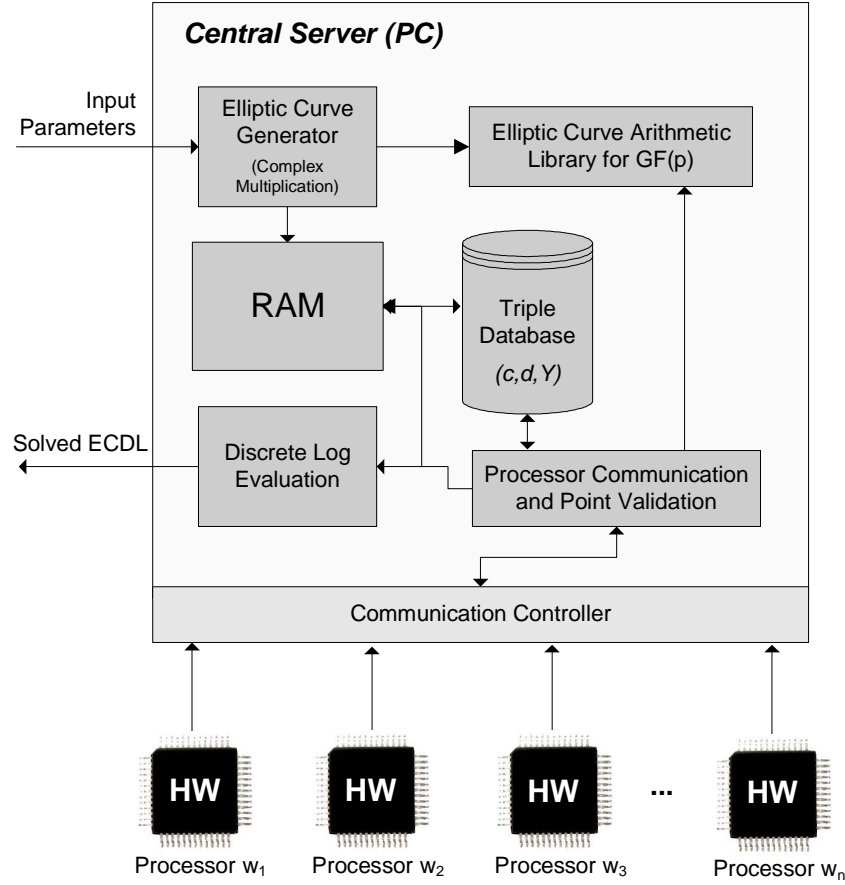 Central Server (PC)
Input
Parameters
Elliptic Curve
Generator
(Complex
Multiplication)
Elliptic Curve Arithmetic
Library for GF(p)
RAM
Triple
Database
(c,d,Y)
Solved ECDL
Discrete Log
Evaluation
Processor Communication
and Point Validation
Communication Controller
HW
HW
HW
...
HW
Processor w₁
Processor w₂
Processor w₃
Processor wₙ